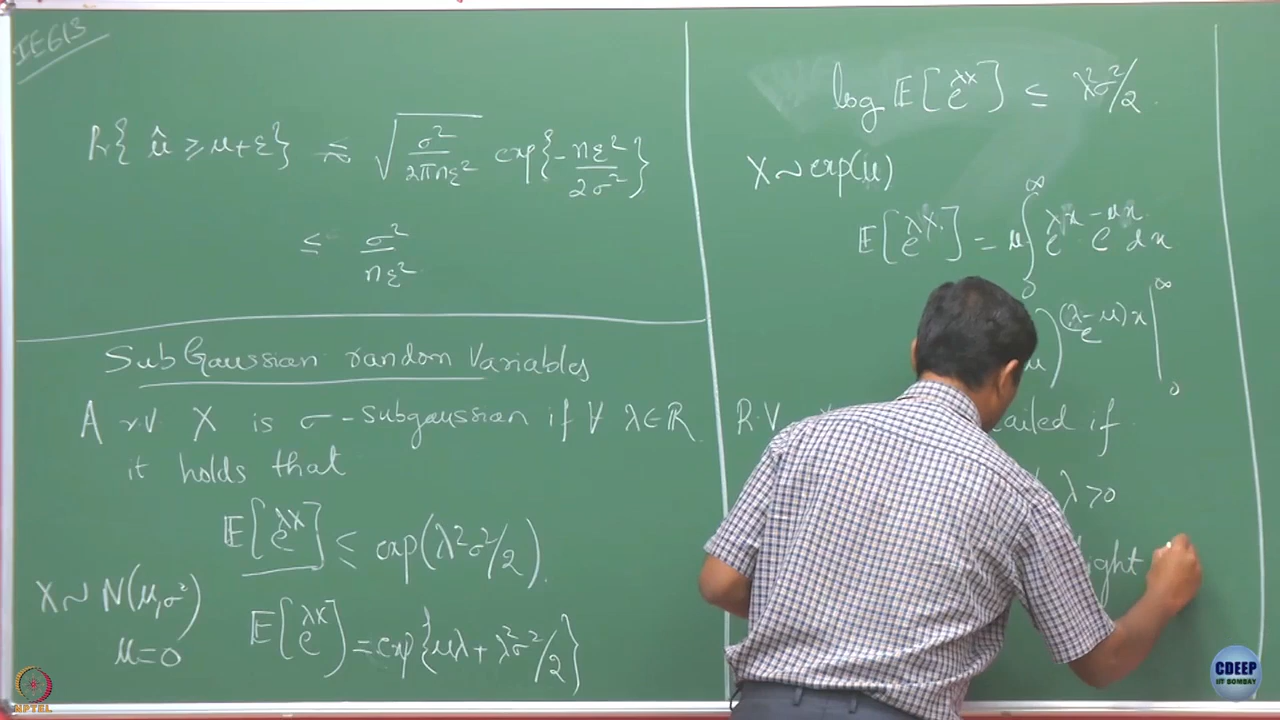 IE613
Pr{ μ̂ ≥ μ+ε } ≤ √(σ²/2πnε²) exp{-nε²/2σ²}
≤ σ²/nε²
SubGaussian random Variables
A r.v. X is σ-subgaussian if ∀ λ∈R
it holds that
E[e^{λX}] ≤ exp(λ²σ²/2).
X ~ N(μ,σ²)
μ=0
E[e^{λX}] = exp{μλ + λ²σ²/2}
log E[e^{λX}] ≤ λ²σ²/2.
X ~ exp(μ)
E[e^{λX}] = μ ∫₀^∞ e^{λx} e^{-μx} dx
e^{(λ-μ)x} |₀^∞
R.V. ailed if
λ >0
light
CDEEP
IIT BOMBAY
NPTEL